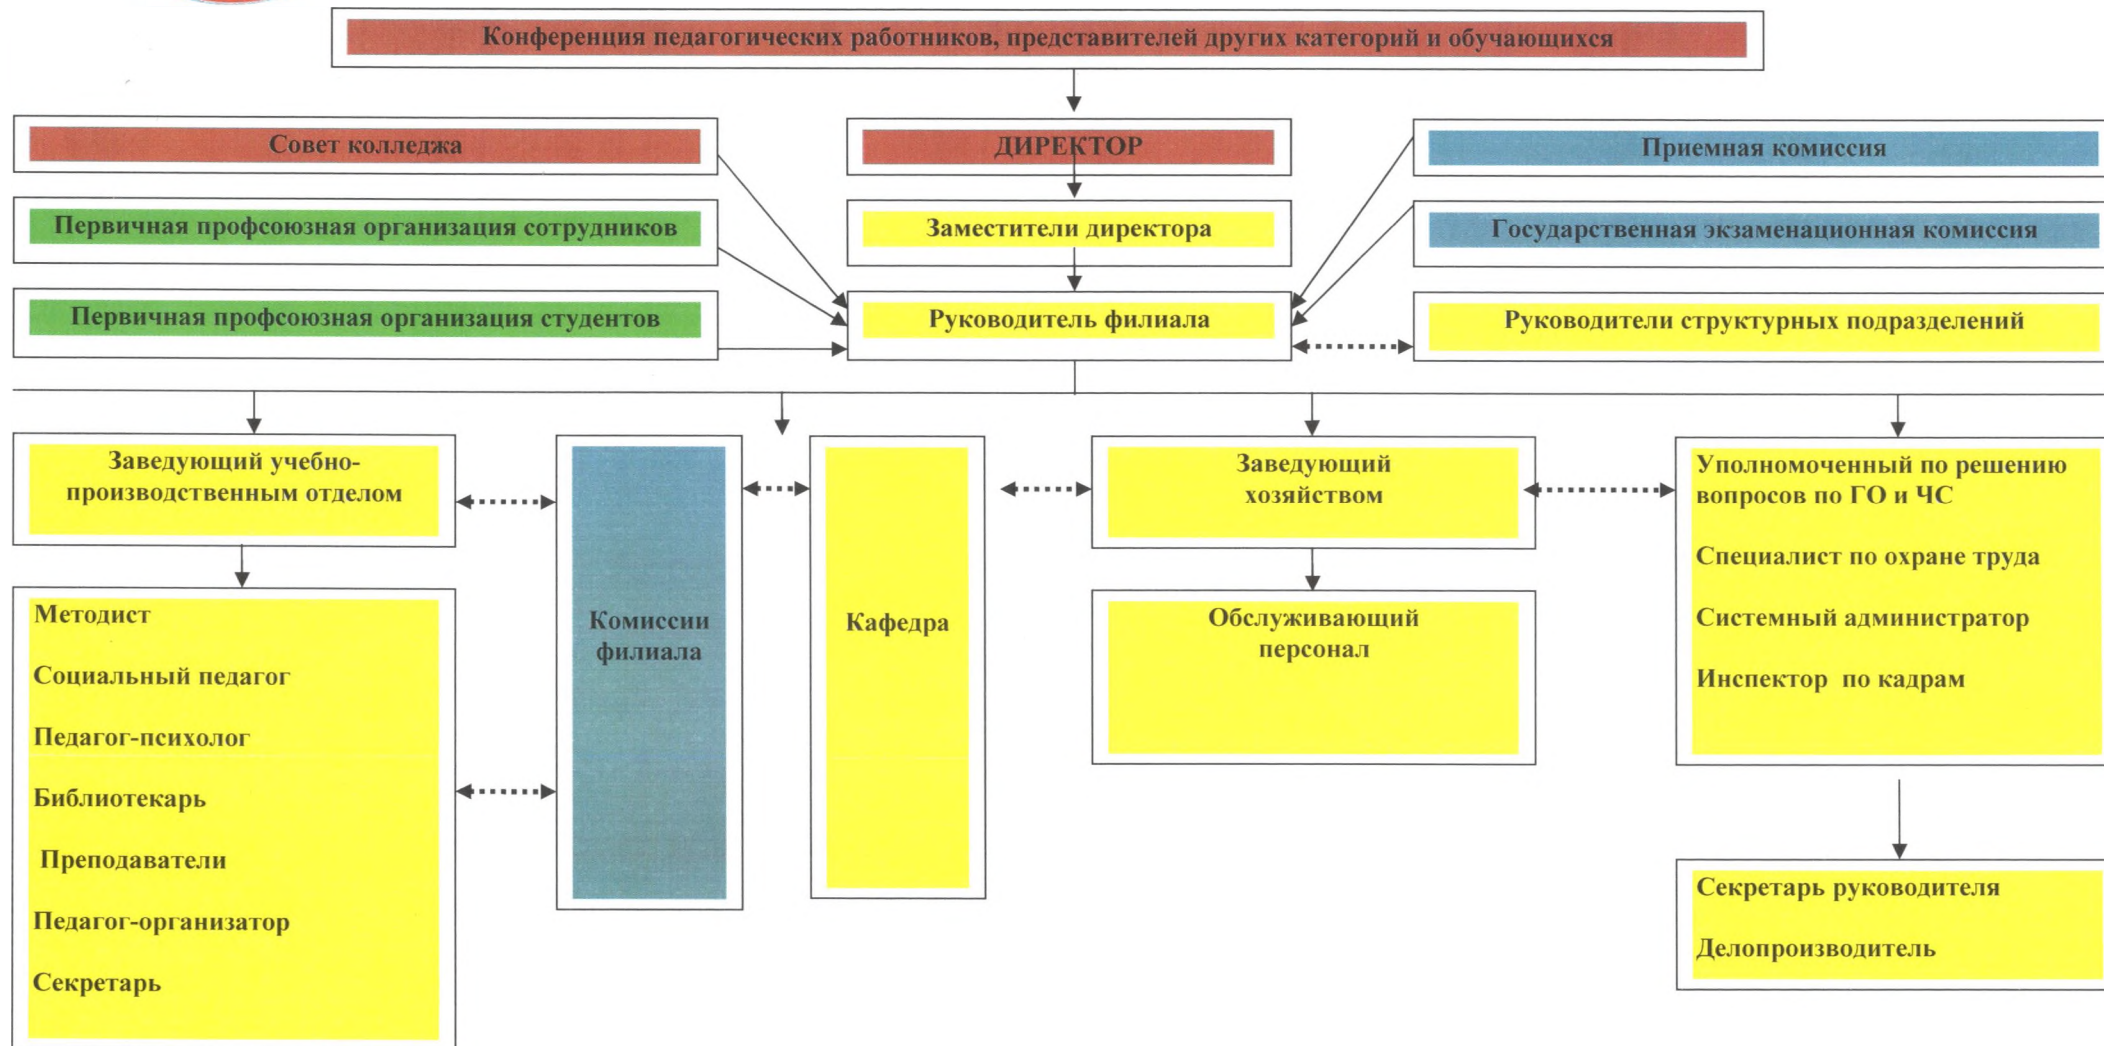 Конференция педагогических работников, представителей других категорий и обучающихся
Совет колледжа
ДИРЕКТОР
Приемная комиссия
Первичная профсоюзная организация сотрудников
Заместители директора
Государственная экзаменационная комиссия
Первичная профсоюзная организация студентов
Руководитель филиала
Руководители структурных подразделений
Заведующий учебно-
производственным отделом
Методист
Социальный педагог
Педагог-психолог
Библиотекарь
Преподаватели
Педагог-организатор
Секретарь
Комиссии
филиала
Кафедра
Заведующий
хозяйством
Обслуживающий
персонал
Уполномоченный по решению
вопросов по ГО и ЧС
Специалист по охране труда
Системный администратор
Инспектор по кадрам
Секретарь руководителя
Делопроизводитель